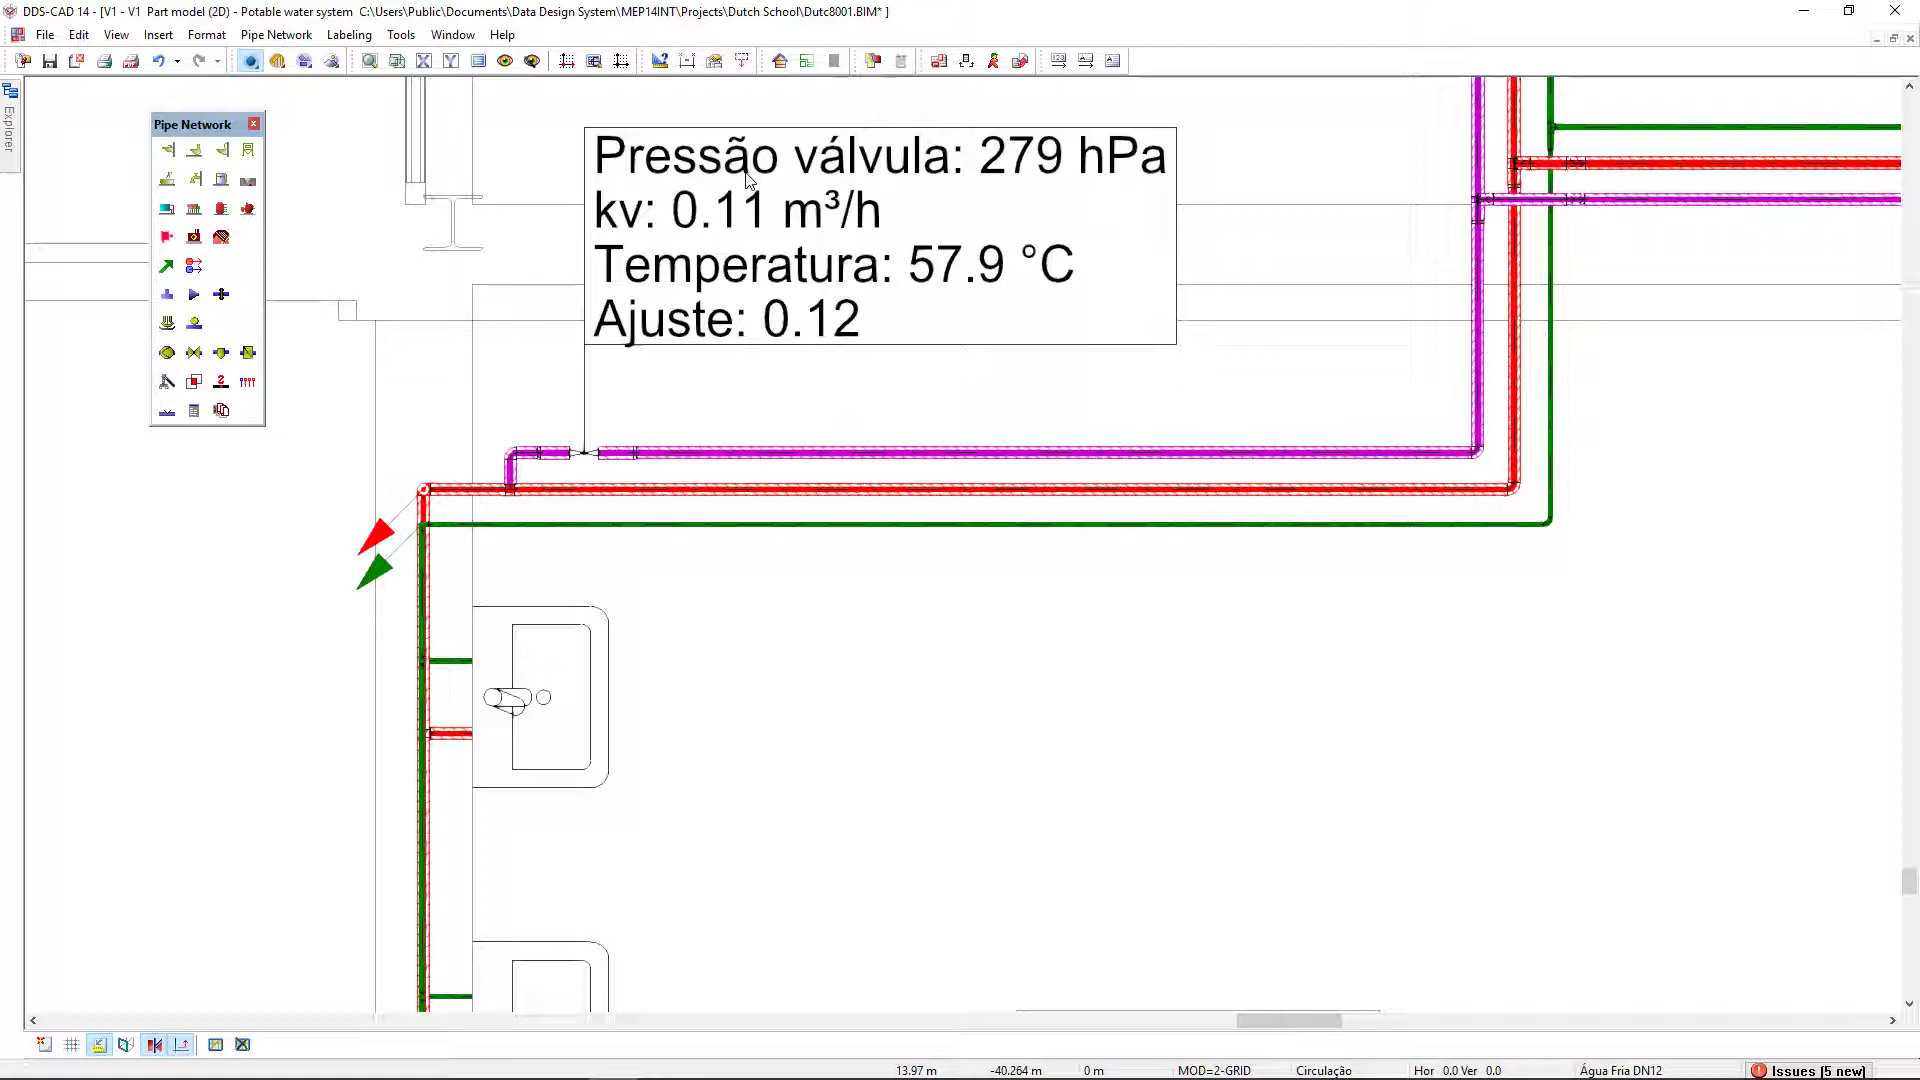 DDS-CAD 14 - [V1 - V1  Part model (2D) - Potable water system  C:\Users\Public\Documents\Data Design System\MEP14INT\Projects\Dutch School\Dutc8001.BIM* ]
File Edit View Insert Format Pipe Network Labeling Tools Window Help
Explorer
Pipe Network
Pressão válvula: 279 hPa
kv: 0.11 m³/h
Temperatura: 57.9 °C
Ajuste: 0.12
13.97 m -40.264 m 0 m MOD=2-GRID Circulação Hor 0.0 Ver 0.0 Água Fria DN12 Issues (5 new)